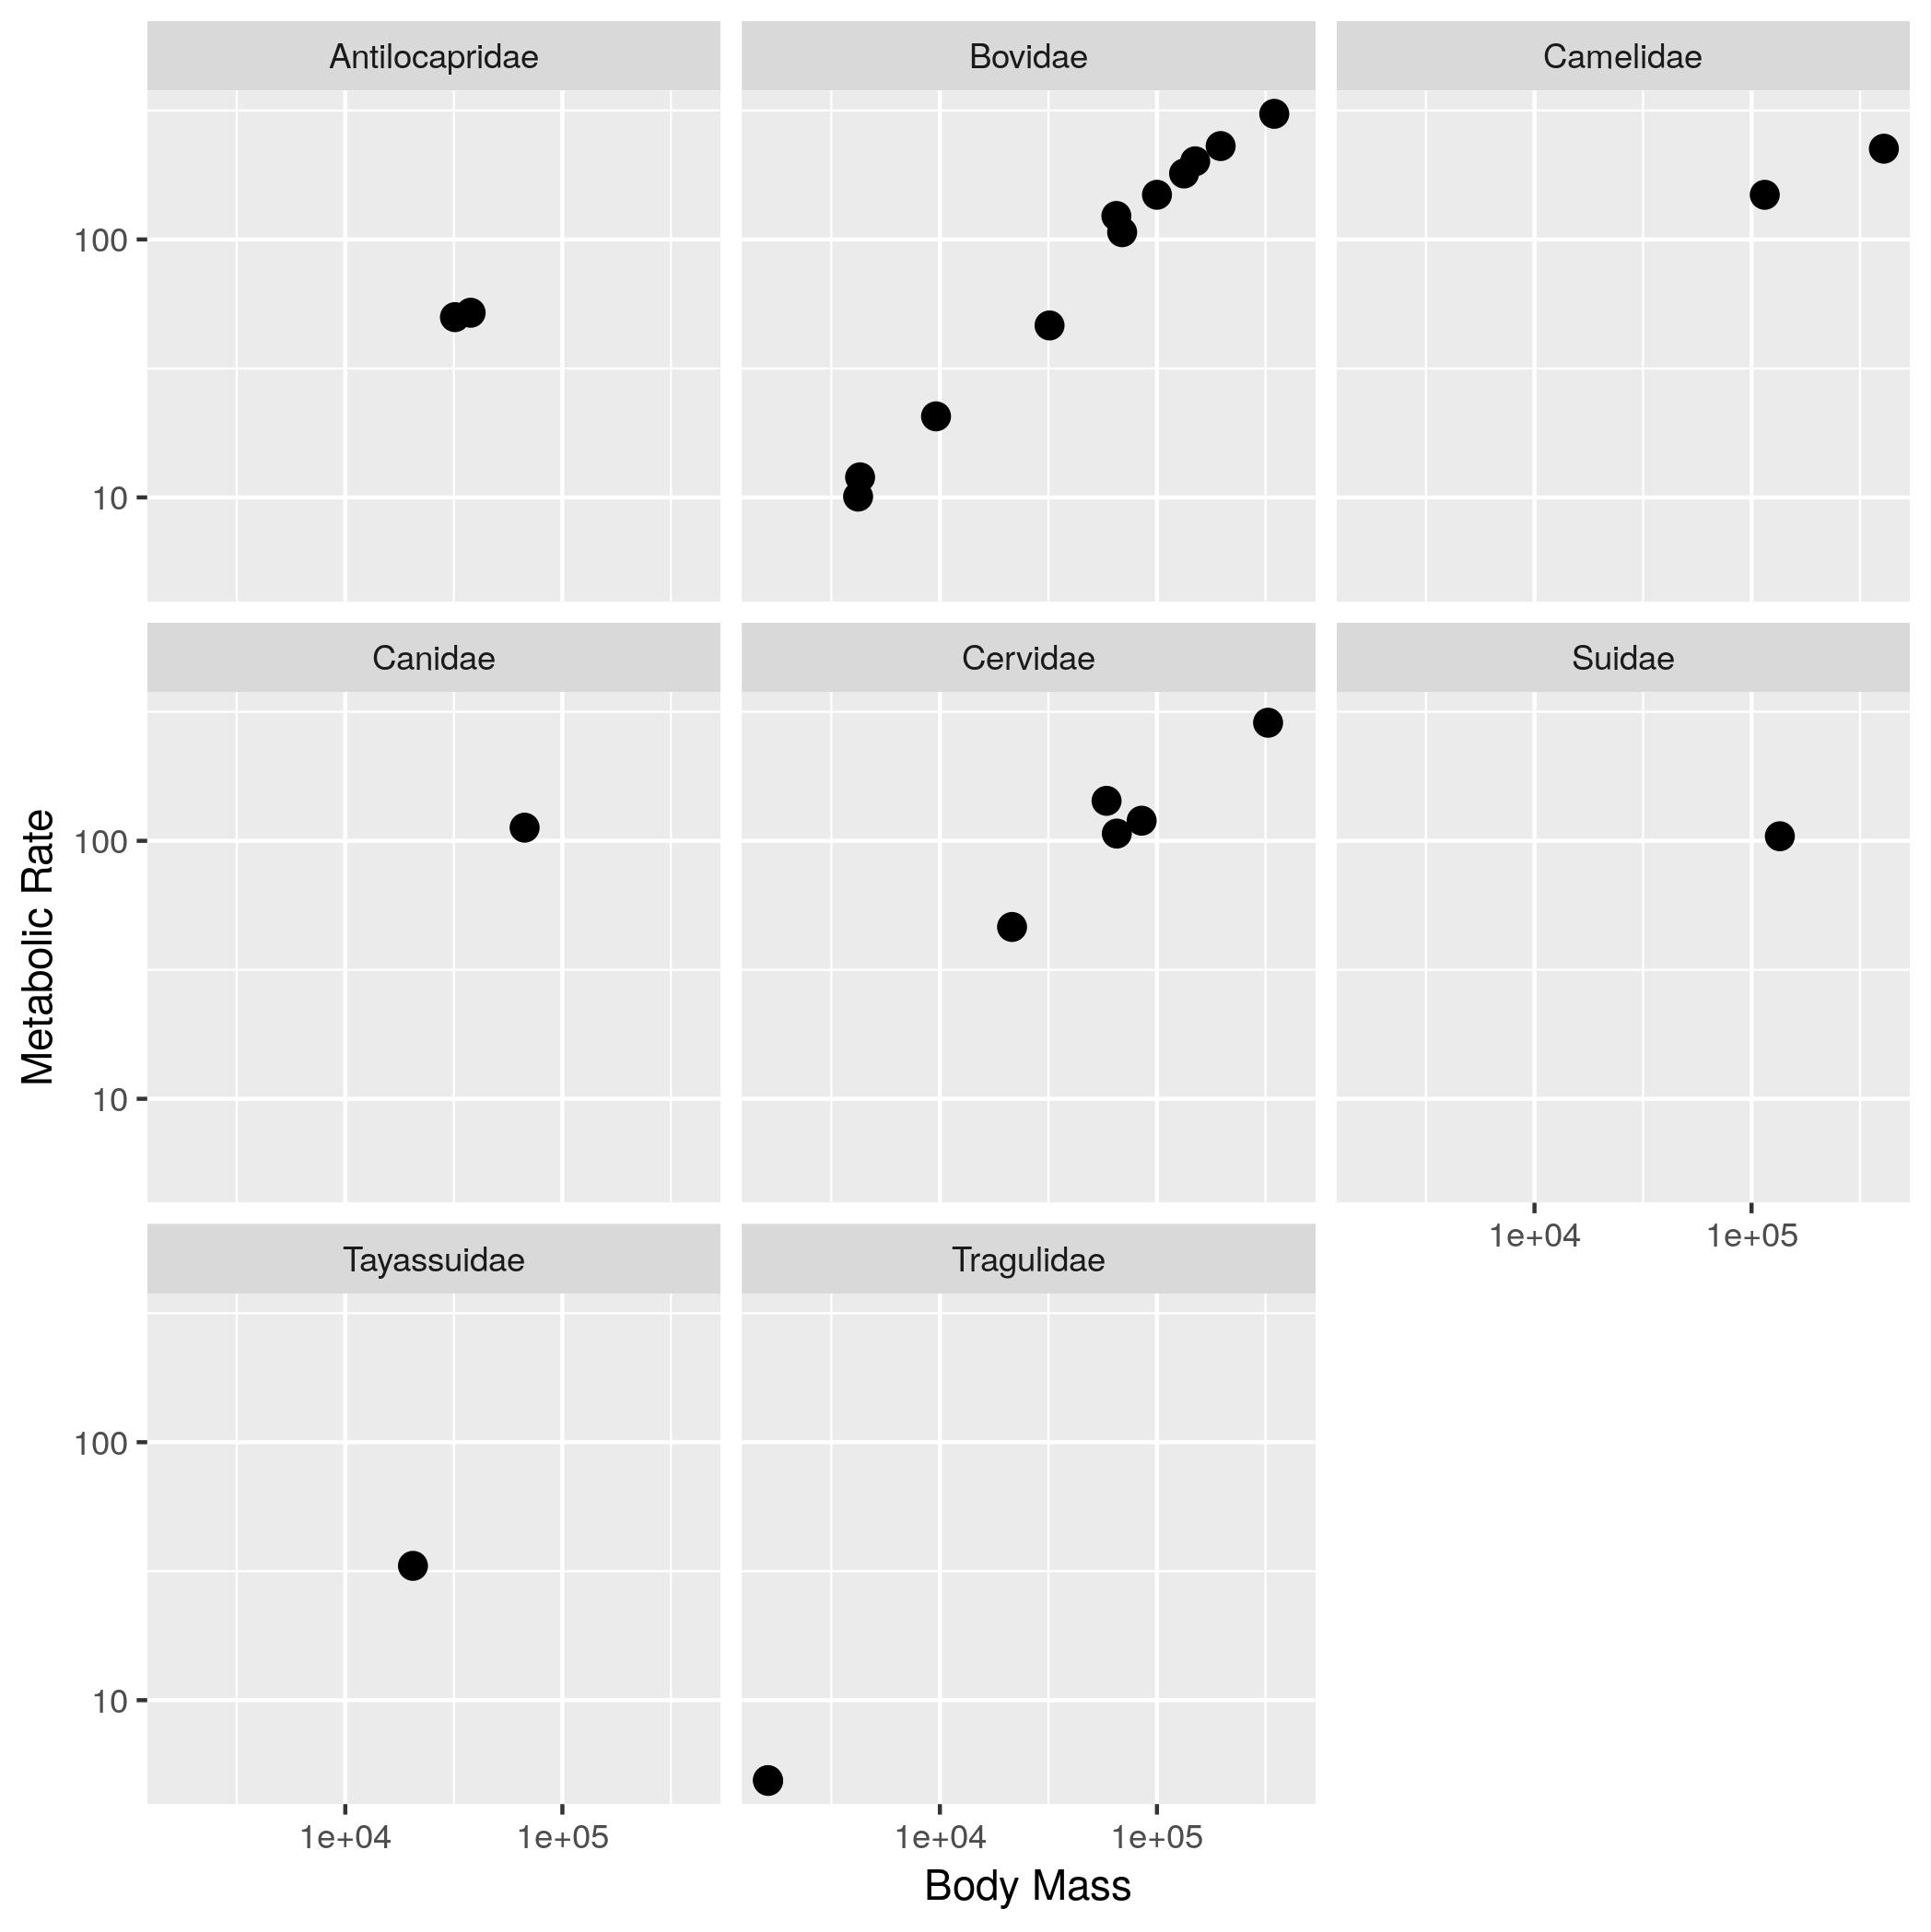 Antilocapridae
Bovidae
Camelidae
100
10
Canidae
Cervidae
Suidae
Metabolic Rate
100
10
1e+04
1e+05
Tayassuidae
Tragulidae
100
10
1e+04
1e+05
1e+04
1e+05
Body Mass